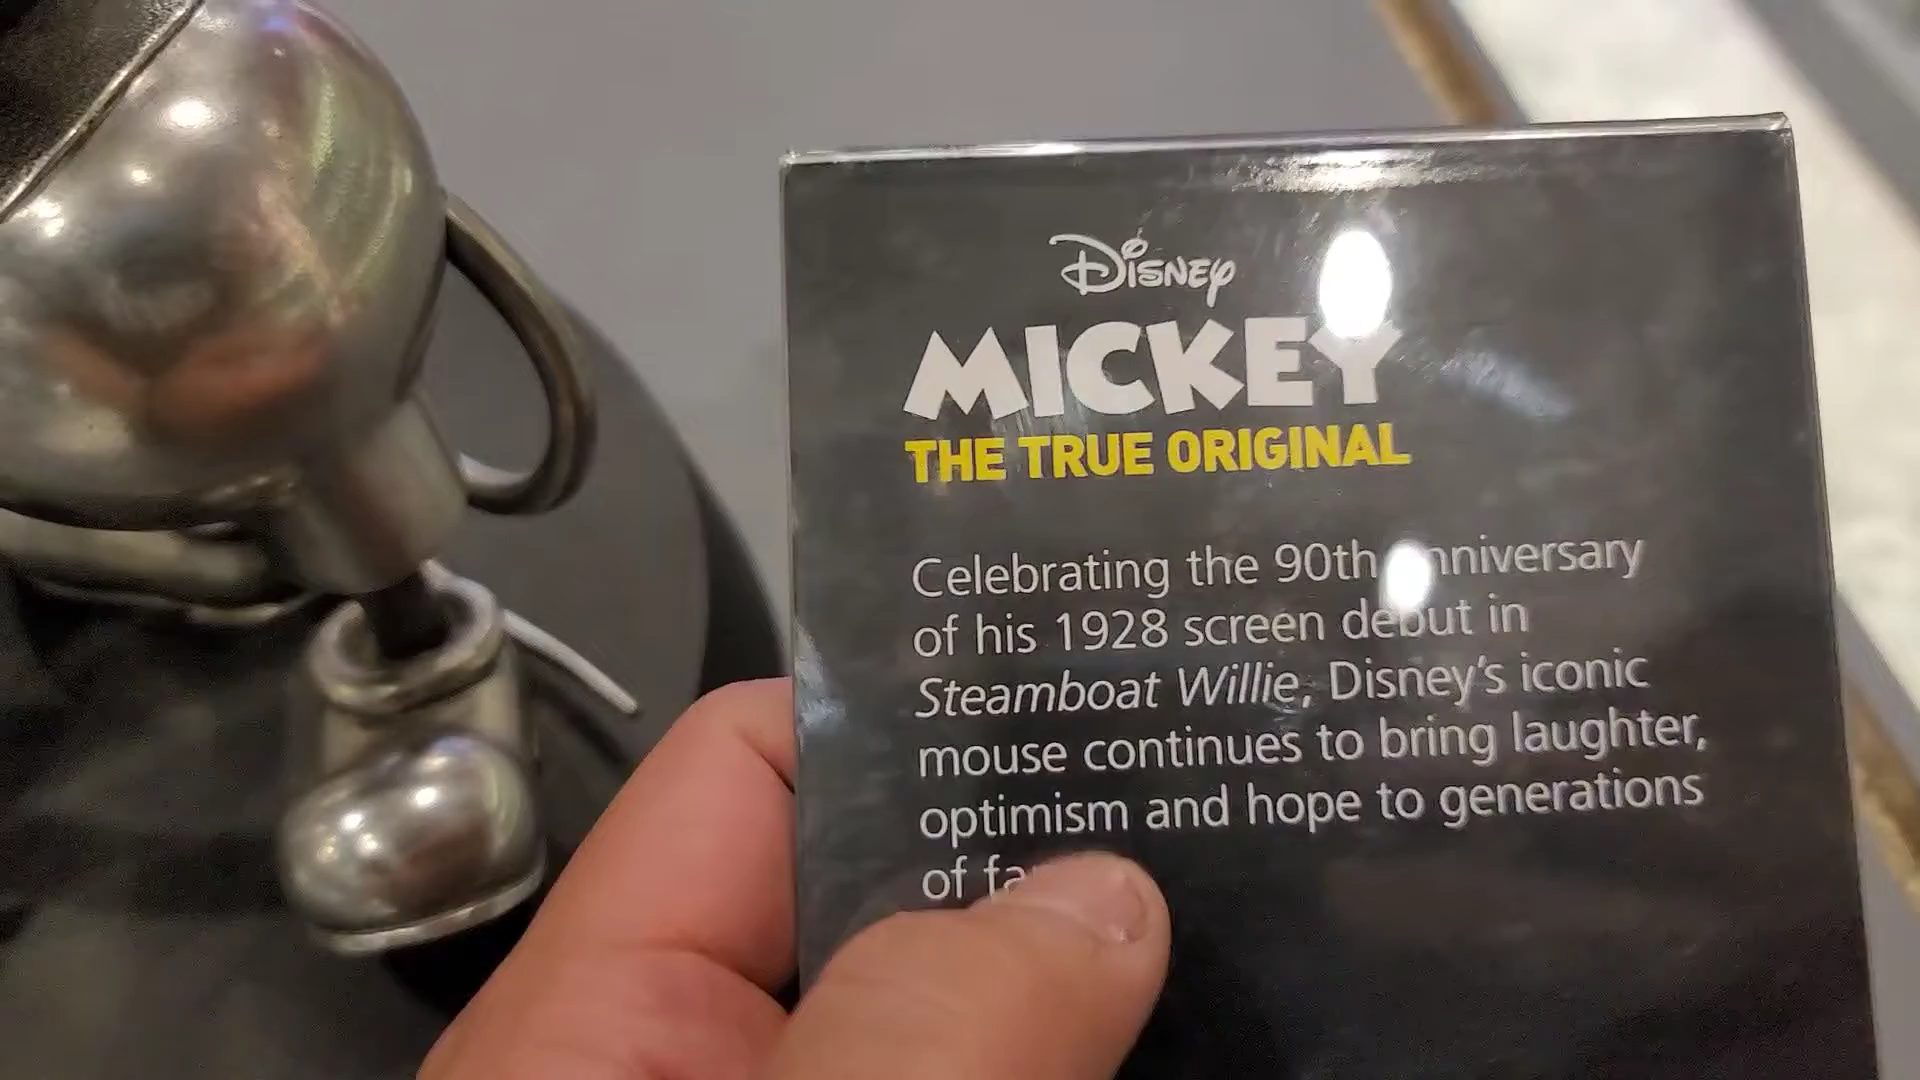 Disney
MICKEY
THE TRUE ORIGINAL
Celebrating the 90th anniversary
of his 1928 screen debut in
Steamboat Willie, Disney's iconic
mouse continues to bring laughter,
optimism and hope to generations
of